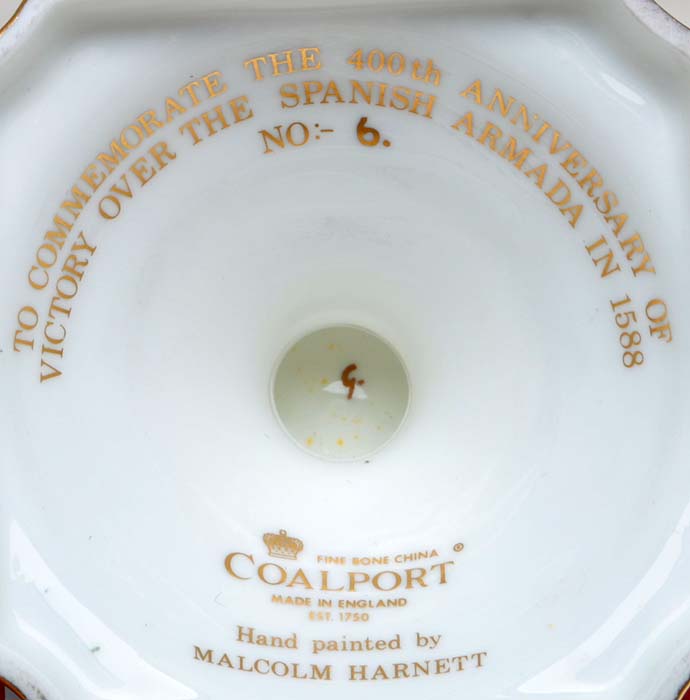 TO COMMEMORATE THE 400th ANNIVERSARY OF
VICTORY OVER THE SPANISH ARMADA IN 1588
NO:- 6.
G.
FINE BONE CHINA
COALPORT ®
MADE IN ENGLAND
EST. 1750
Hand painted by
MALCOLM HARNETT